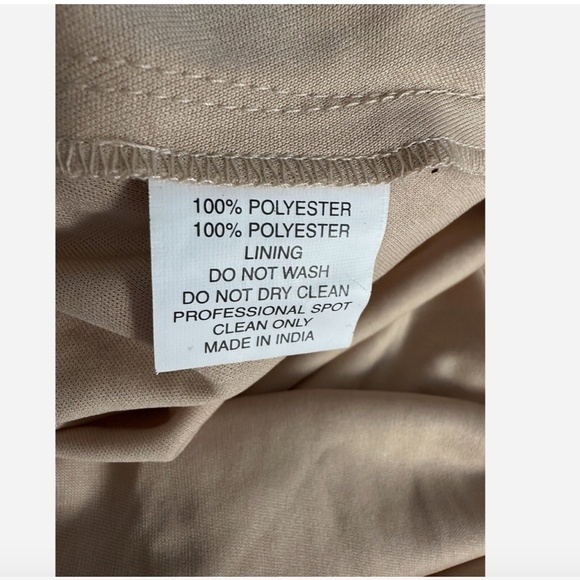 100% POLYESTER
100% POLYESTER
LINING
DO NOT WASH
DO NOT DRY CLEAN
PROFESSIONAL SPOT
CLEAN ONLY
MADE IN INDIA